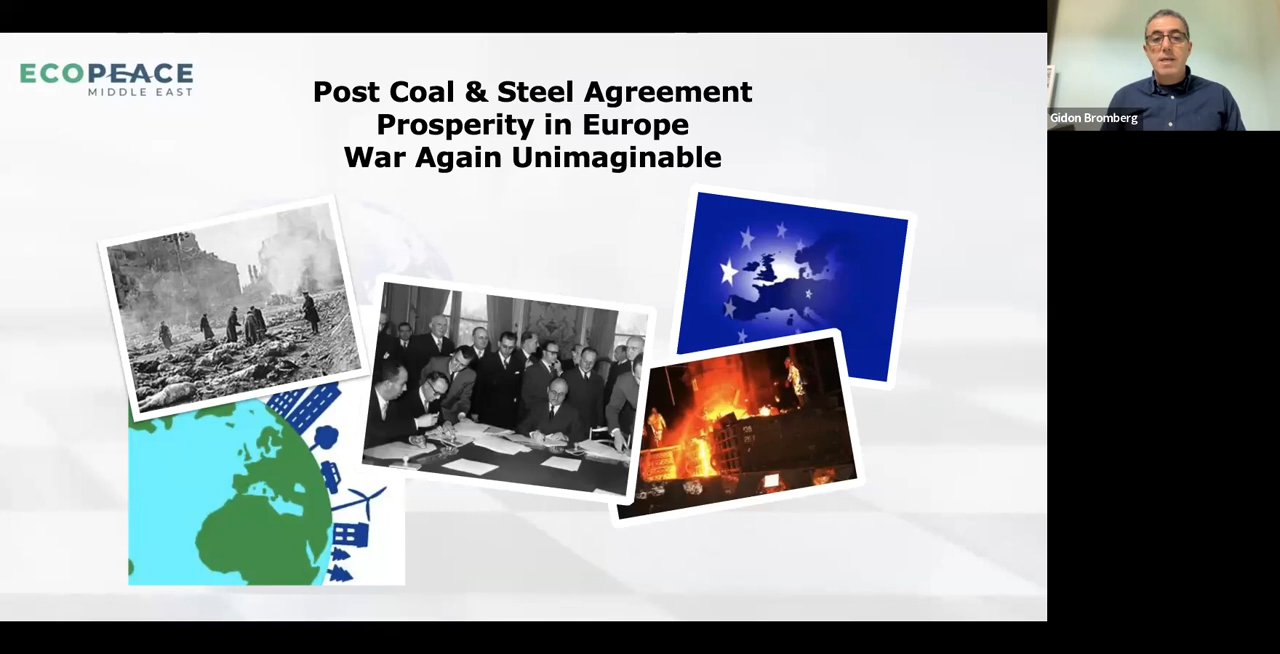 ECOPEACE
MIDDLE EAST
Post Coal & Steel Agreement
Prosperity in Europe
War Again Unimaginable
Gidon Bromberg